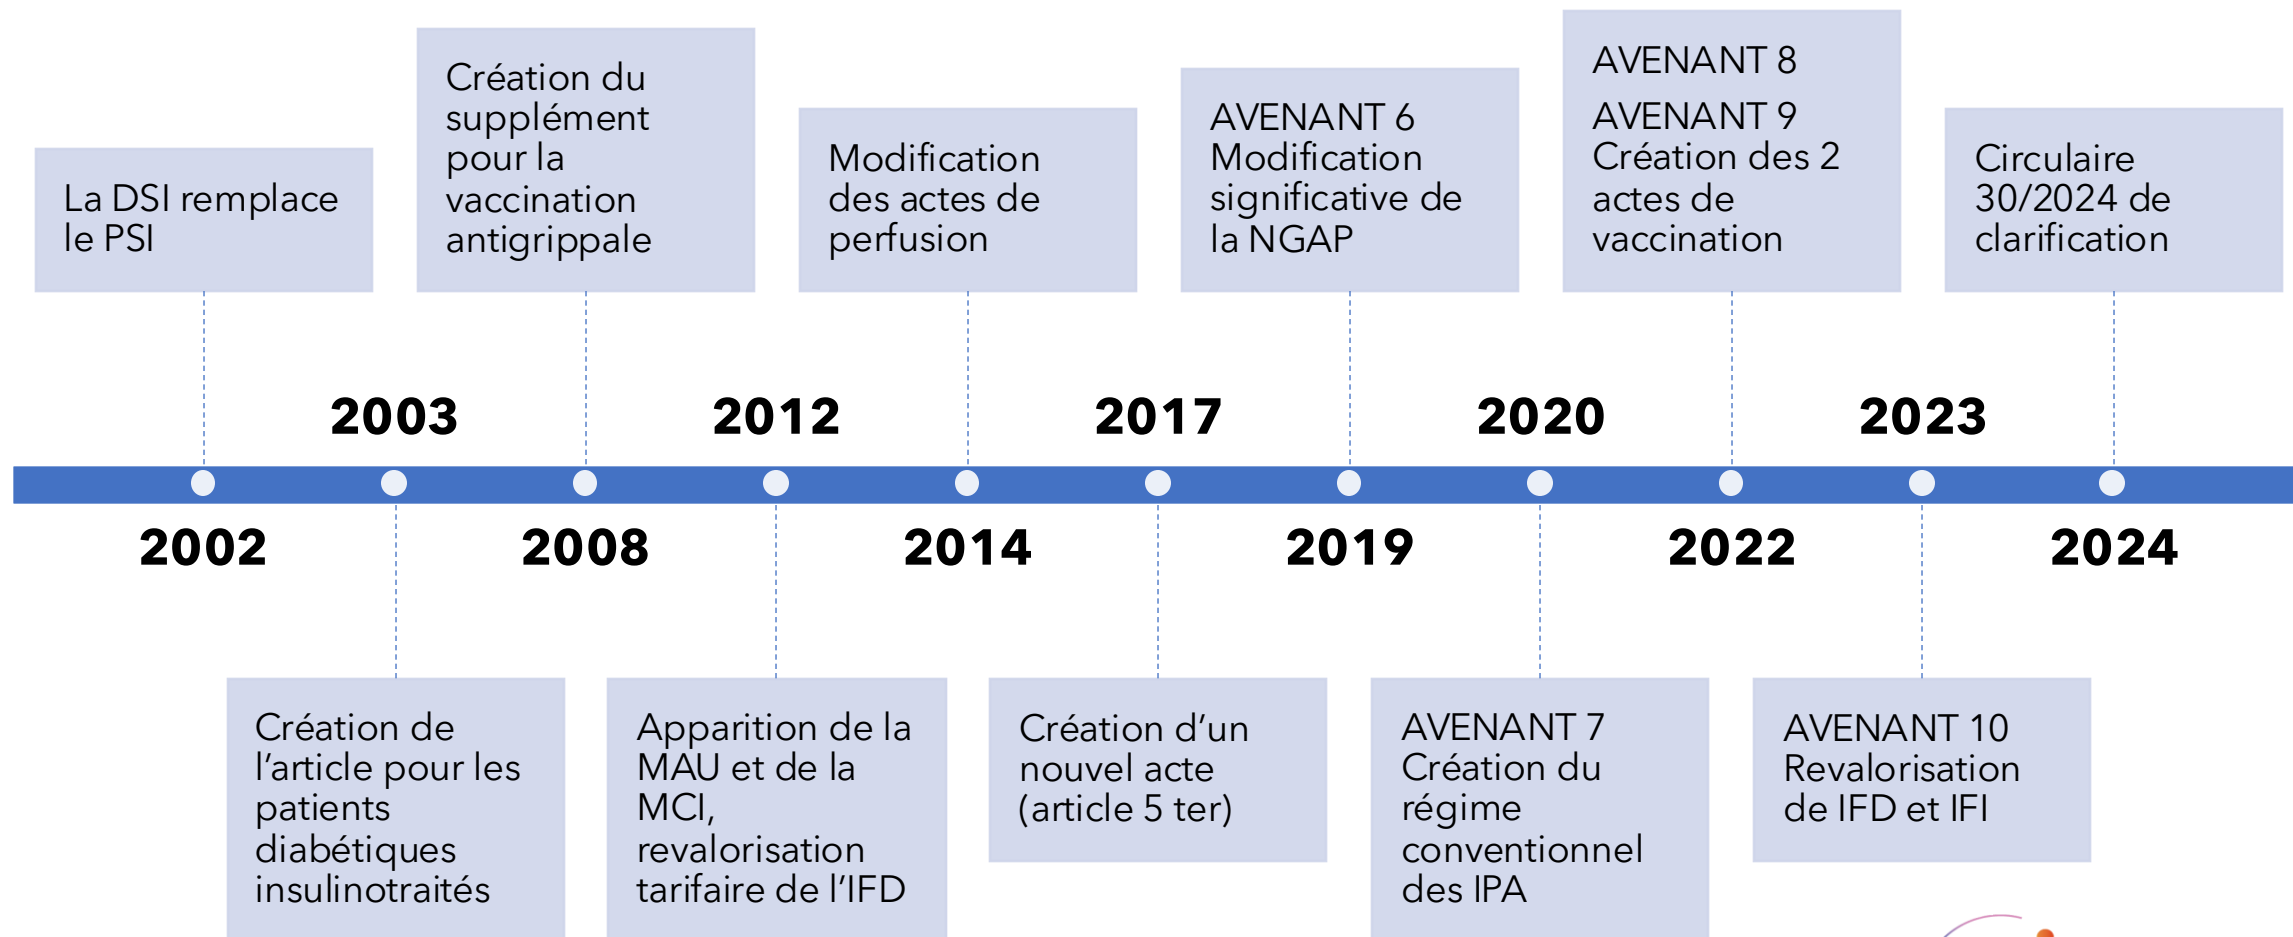 La DSI remplace
le PSI
Création du
supplément
pour la
vaccination
antigrippale
Modification
des actes de
perfusion
AVENANT 6
Modification
significative de
la NGAP
AVENANT 8
AVENANT 9
Création des 2
actes de
vaccination
Circulaire
30/2024 de
clarification
2003
2012
2017
2020
2023
2002
2008
2014
2019
2022
2024
Création de
l’article pour les
patients
diabétiques
insulinotraités
Apparition de la
MAU et de la
MCI,
revalorisation
tarifaire de l’IFD
Création d’un
nouvel acte
(article 5 ter)
AVENANT 7
Création du
régime
conventionnel
des IPA
AVENANT 10
Revalorisation
de IFD et IFI